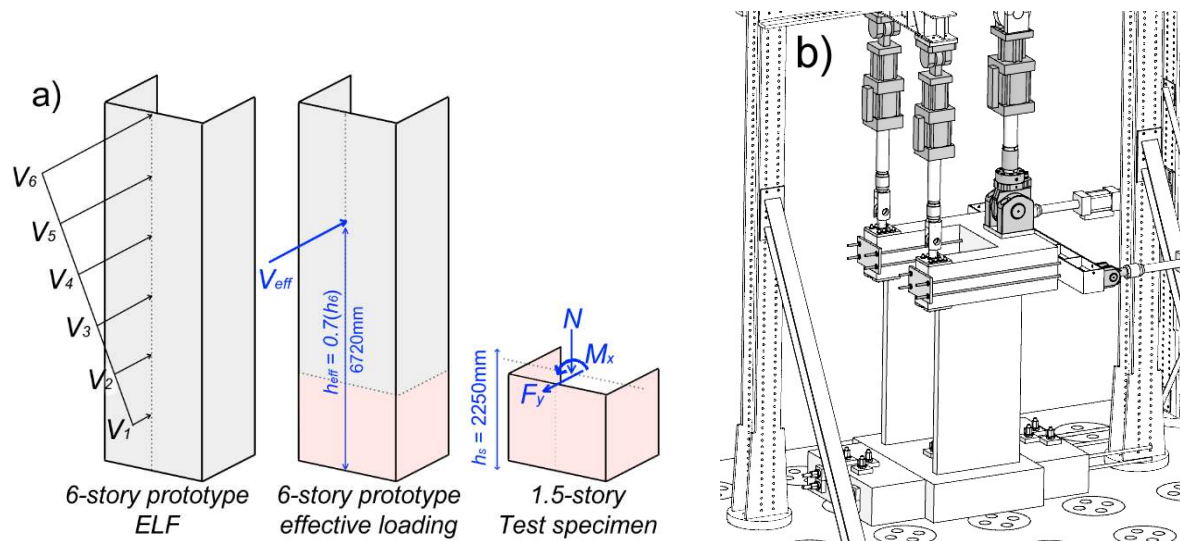 a)
V6
V5
V4
V3
V2
V1
6-story prototype
ELF
Veff
heff = 0.7(h6)
6720mm
6-story prototype
effective loading
N
Mx
Fy
hs = 2250mm
1.5-story
Test specimen
b)